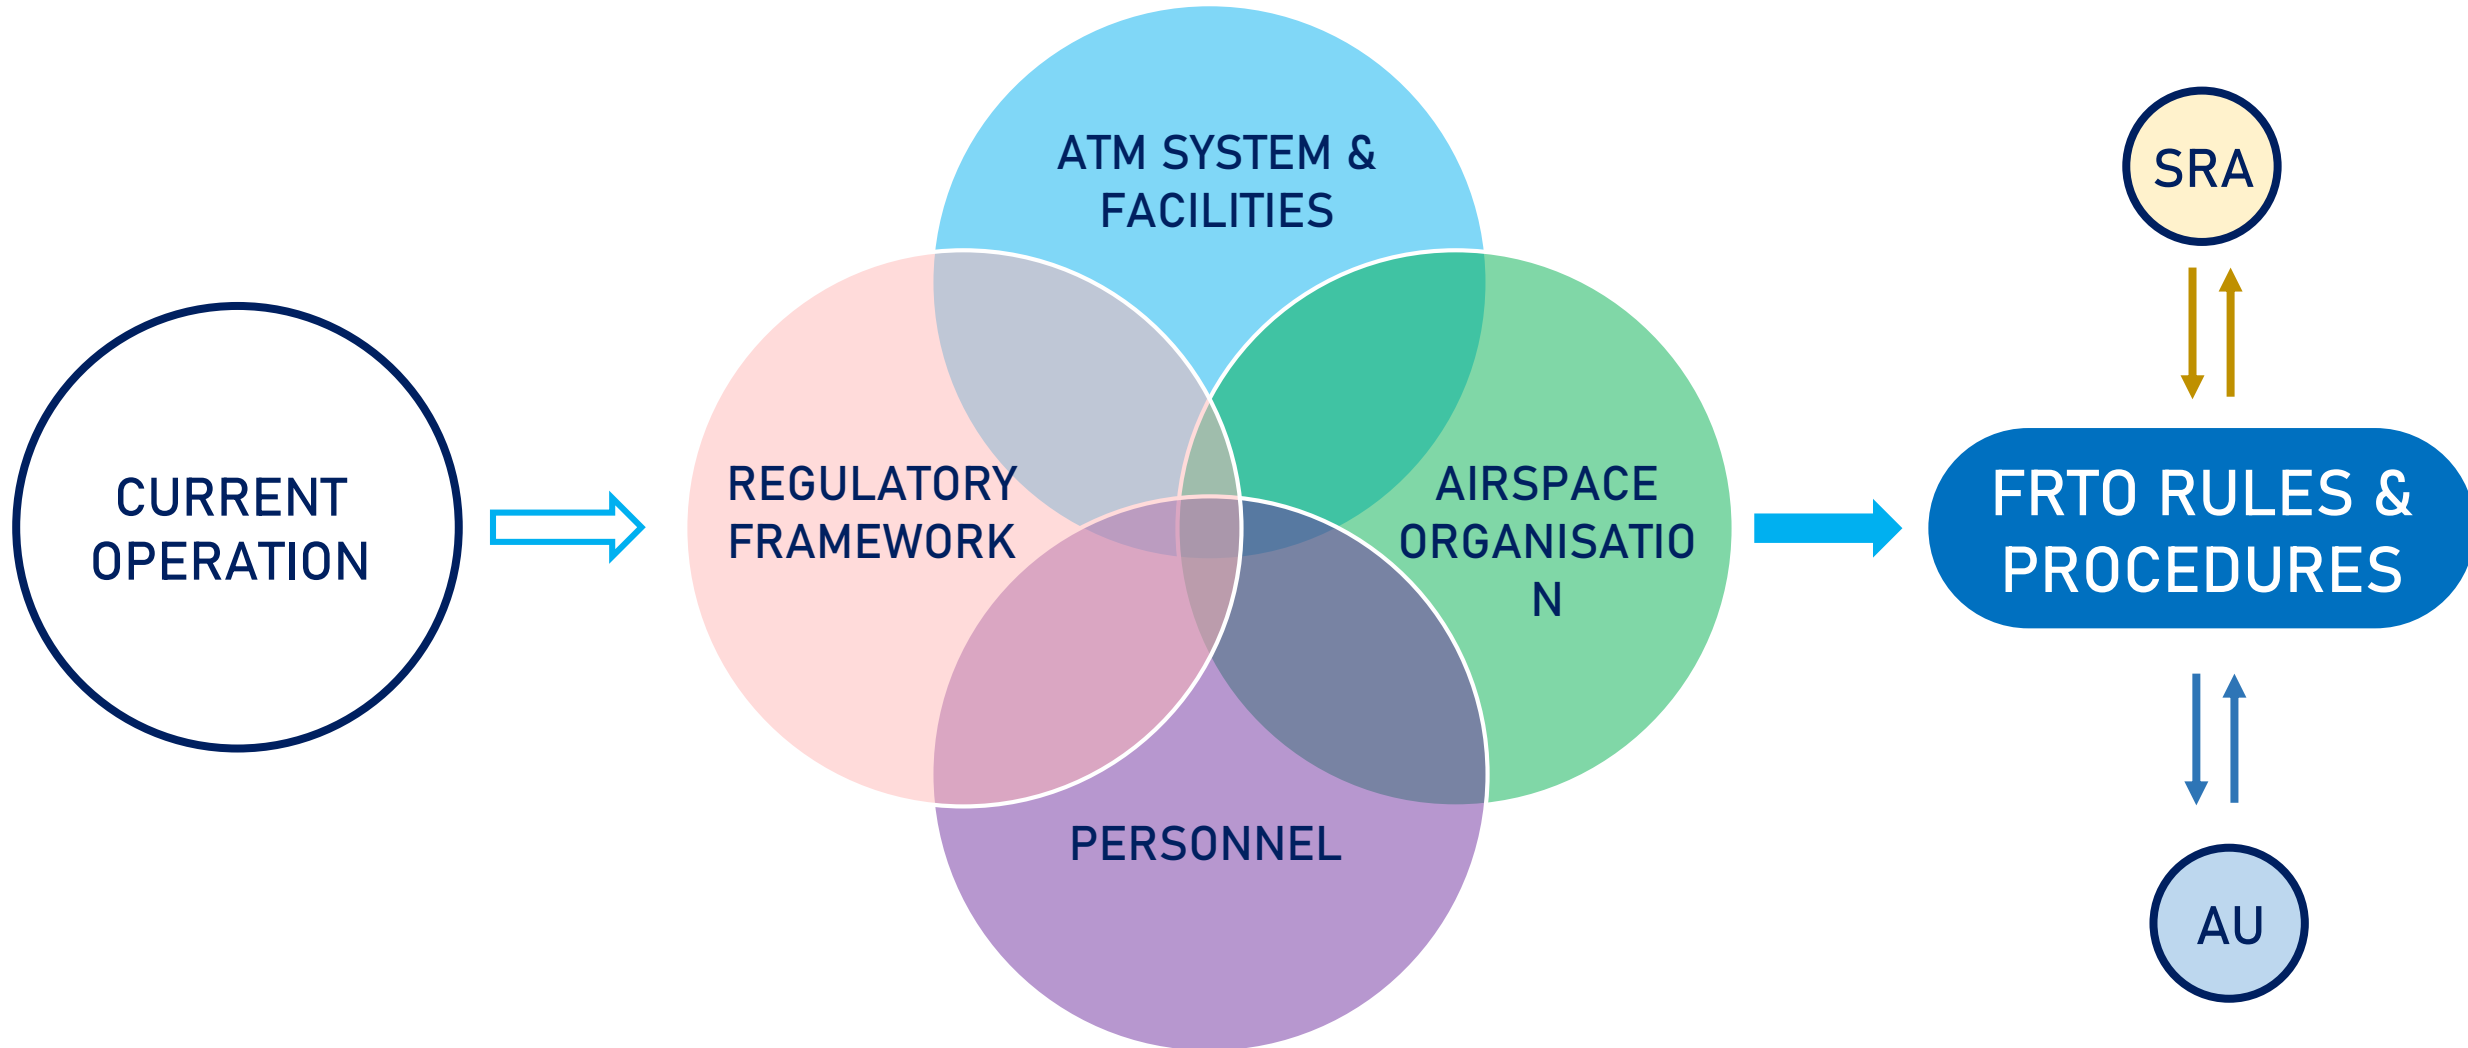 CURRENT
OPERATION
ATM SYSTEM &
FACILITIES
REGULATORY
FRAMEWORK
AIRSPACE
ORGANISATIO
N
PERSONNEL
SRA
FRTO RULES &
PROCEDURES
AU